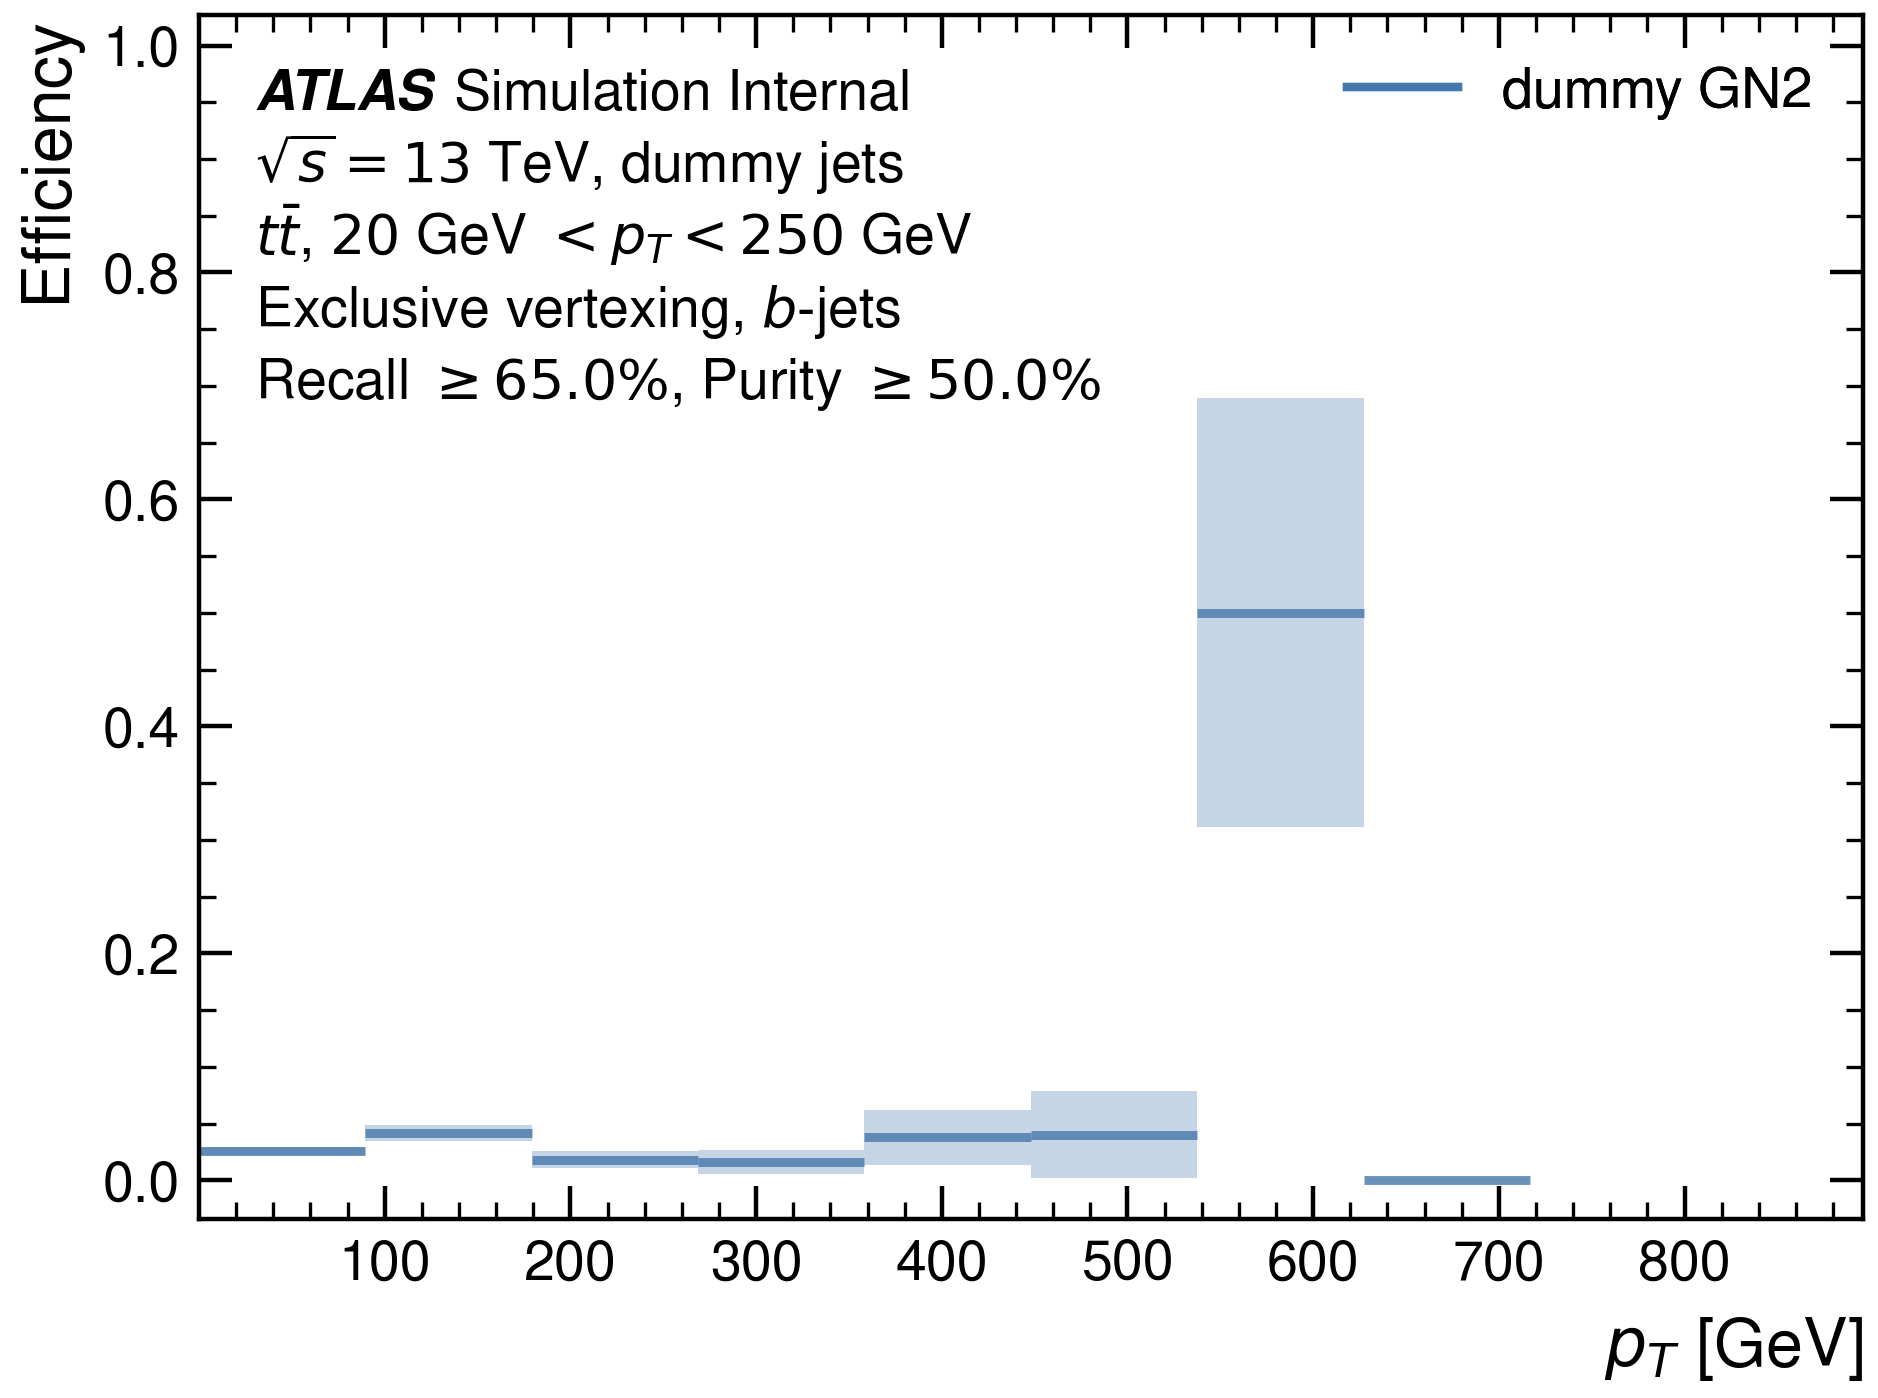 Efficiency
1.0
0.8
0.6
0.4
0.2
0.0
ATLAS Simulation Internal
√s = 13 TeV, dummy jets
tt̄, 20 GeV < p_T < 250 GeV
Exclusive vertexing, b-jets
Recall ≥ 65.0%, Purity ≥ 50.0%
dummy GN2
100 200 300 400 500 600 700 800
p_T [GeV]